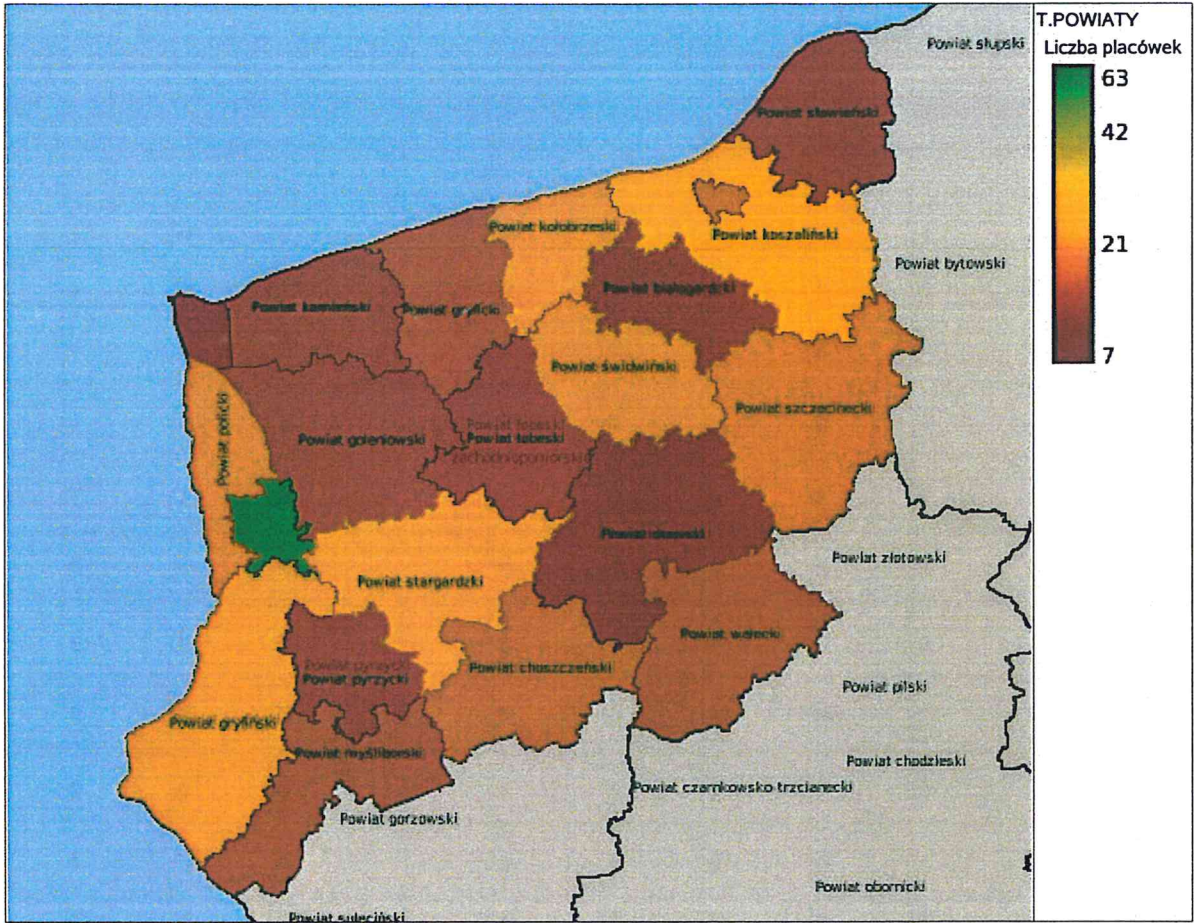 T.POWIATY
Liczba placówek
63
42
21
7
Powiat słupski
Powiat sławieński
Powiat kołobrzeski
Powiat koszaliński
Powiat bytowski
Powiat białogardzki
Powiat kamieński
Powiat gryficki
Powiat świdwiński
Powiat szczecinecki
Powiat policki
Powiat goleniowski
Powiat łobeski
Powiat łobeski
zachodniopomorskie
Powiat drawski
Powiat złotowski
Powiat stargardzki
Powiat wałecki
Powiat pyrzycki
Powiat pyrzycki
Powiat choszczeński
Powiat pilski
Powiat gryfiński
Powiat myśliborski
Powiat chodzieski
Powiat czarnkowsko-trzcianecki
Powiat gorzowski
Powiat obornicki
Powiat sulęciński